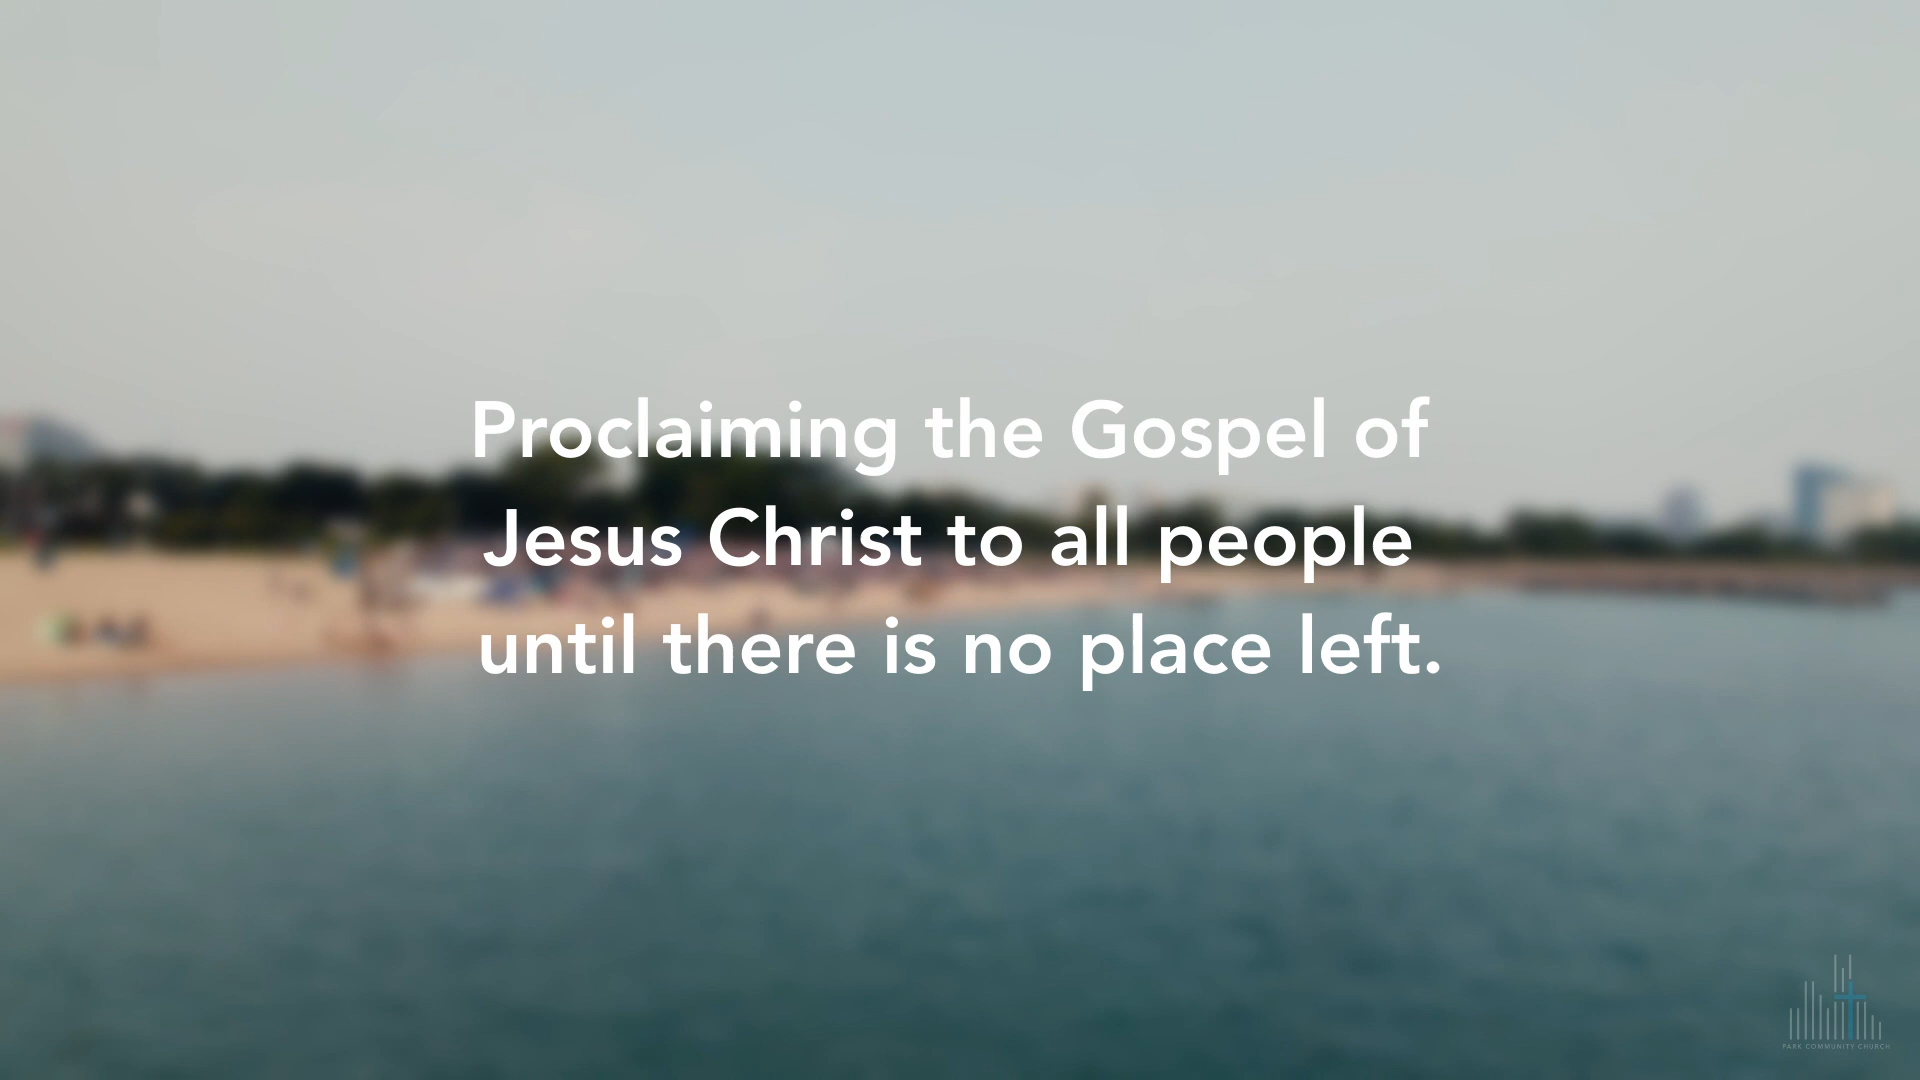 Proclaiming the Gospel of
Jesus Christ to all people
until there is no place left.
PARK COMMUNITY CHURCH